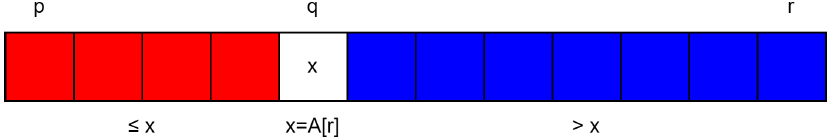 p q r
x
≤ x x=A[r] > x